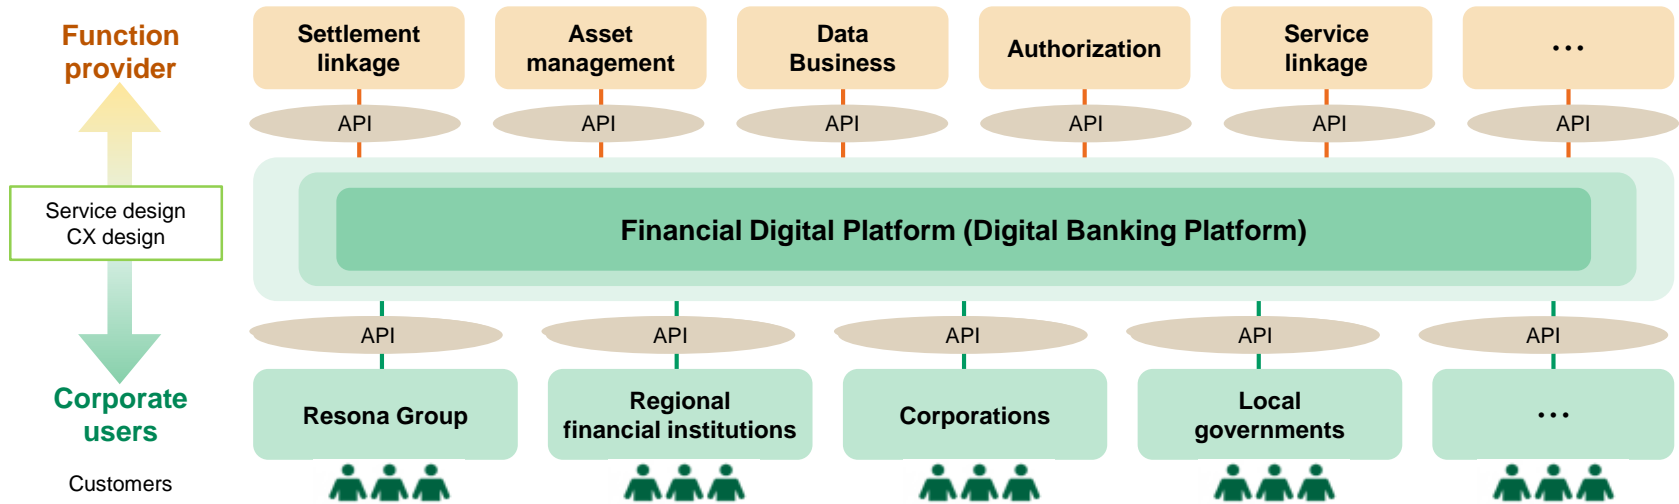 Function
provider
Settlement
linkage
Asset
management
Data
Business
Authorization
Service
linkage
...
API
API
API
API
API
API
Service design
CX design
Financial Digital Platform (Digital Banking Platform)
API
API
API
API
API
Corporate
users
Resona Group
Regional
financial institutions
Corporations
Local
governments
...
Customers